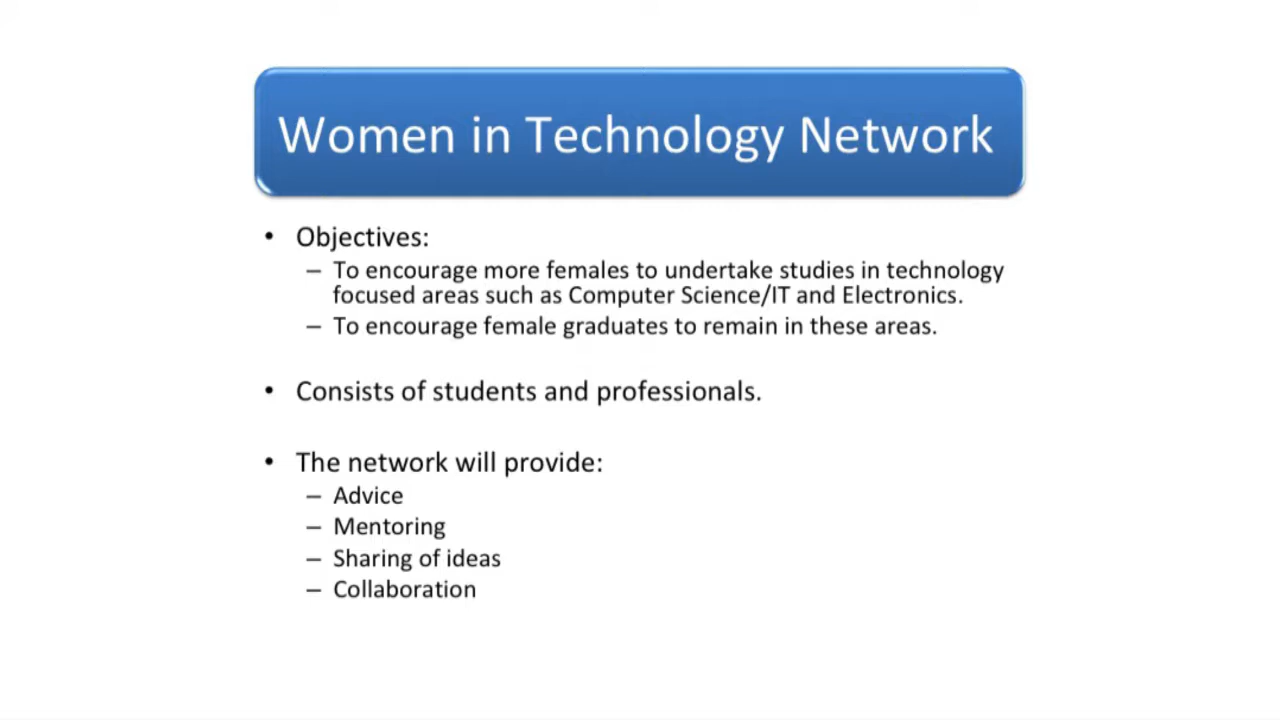 Women in Technology Network
• Objectives:
– To encourage more females to undertake studies in technology
focused areas such as Computer Science/IT and Electronics.
– To encourage female graduates to remain in these areas.
• Consists of students and professionals.
• The network will provide:
– Advice
– Mentoring
– Sharing of ideas
– Collaboration